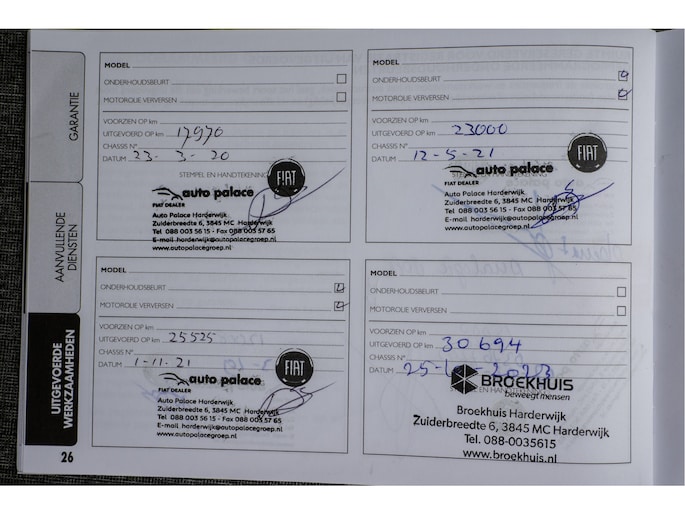 GARANTIE
AANVULLENDE
DIENSTEN
UITGEVOERDE
WERKZAAMHEDEN
26
MODEL
ONDERHOUDSBEURT
MOTOROLIE VERVERSEN
VOORZIEN OP km
UITGEVOERD OP km 17970
CHASSIS N°
DATUM 23-3-20
STEMPEL EN HANDTEKENING
FIAT
auto palace
FIAT DEALER
Auto Palace Harderwijk
Zuiderbreedte 6, 3845 MC Harderwijk
Tel 088 003 56 15 - Fax 088 003 57 65
E-mail harderwijk@autopalacegroep.nl
www.autopalacegroep.nl
MODEL
ONDERHOUDSBEURT
MOTOROLIE VERVERSEN
VOORZIEN OP km
UITGEVOERD OP km 23000
CHASSIS N°
DATUM 12-5-21
FIAT
auto palace
FIAT DEALER
Auto Palace Harderwijk
Zuiderbreedte 6, 3845 MC Harderwijk
Tel 088 003 56 15 - Fax 088 003 57 65
E-mail harderwijk@autopalacegroep.nl
www.autopalacegroep.nl
MODEL
ONDERHOUDSBEURT
MOTOROLIE VERVERSEN
VOORZIEN OP km
UITGEVOERD OP km 25525
CHASSIS N°
DATUM 1-11-21
FIAT
auto palace
FIAT DEALER
Auto Palace Harderwijk
Zuiderbreedte 6, 3845 MC Harderwijk
Tel 088 003 56 15 - Fax 088 003 57 65
E-mail harderwijk@autopalacegroep.nl
www.autopalacegroep.nl
MODEL
ONDERHOUDSBEURT
MOTOROLIE VERVERSEN
VOORZIEN OP km
UITGEVOERD OP km 30694
CHASSIS N°
DATUM 25-10-2023
BROEKHUIS
beweegt mensen
Broekhuis Harderwijk
Zuiderbreedte 6, 3845 MC Harderwijk
Tel. 088-0035615
www.broekhuis.nl